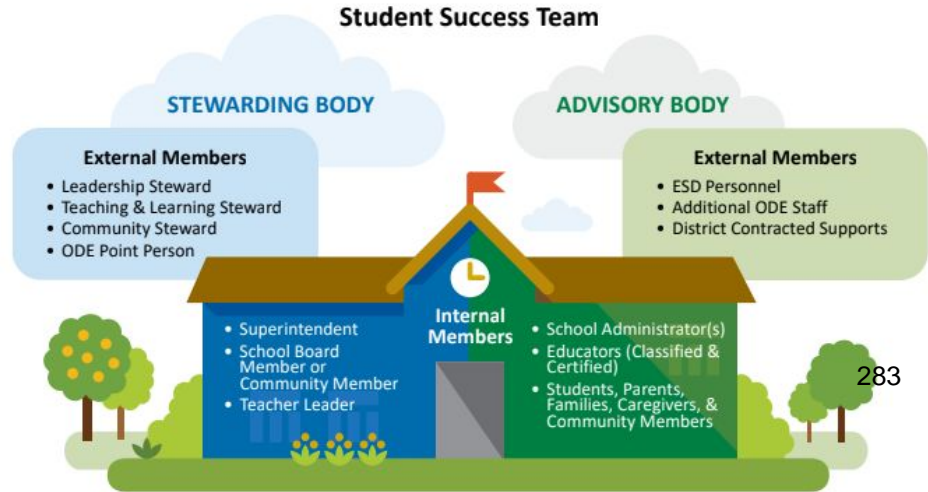 Student Success Team
STEWARDING BODY
External Members
• Leadership Steward
• Teaching & Learning Steward
• Community Steward
• ODE Point Person
ADVISORY BODY
External Members
• ESD Personnel
• Additional ODE Staff
• District Contracted Supports
Internal
Members
• Superintendent
• School Board
Member or
Community Member
• Teacher Leader
• School Administrator(s)
• Educators (Classified &
Certified)
• Students, Parents,
Families, Caregivers, &
Community Members
283